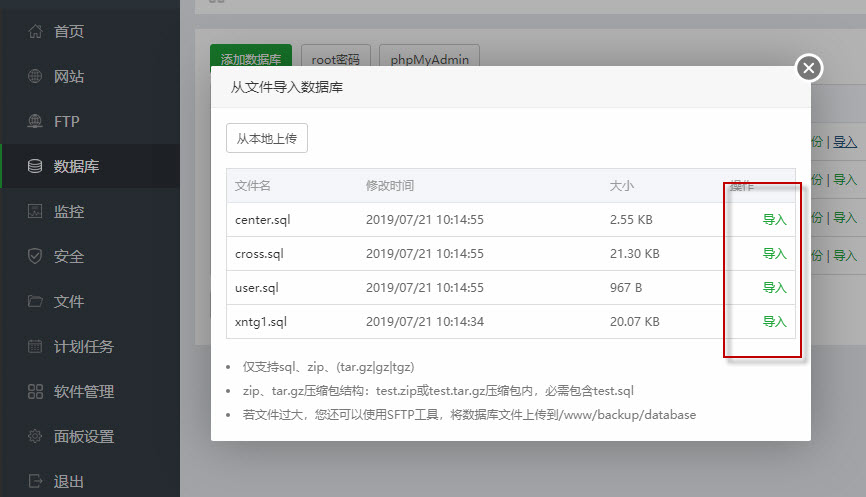 首页
网站
FTP
数据库
监控
安全
文件
计划任务
软件管理
面板设置
退出
添加数据库 root密码 phpMyAdmin
从文件导入数据库
从本地上传
文件名 修改时间 大小 操作
center.sql 2019/07/21 10:14:55 2.55 KB 导入
cross.sql 2019/07/21 10:14:55 21.30 KB 导入
user.sql 2019/07/21 10:14:55 967 B 导入
xntg1.sql 2019/07/21 10:14:34 20.07 KB 导入
仅支持sql、zip、(tar.gz|gz|tgz)
zip、tar.gz压缩包结构：test.zip或test.tar.gz压缩包内，必需包含test.sql
若文件过大，您还可以使用SFTP工具，将数据库文件上传到/www/backup/database
份 | 导入
份 | 导入
份 | 导入
份 | 导入